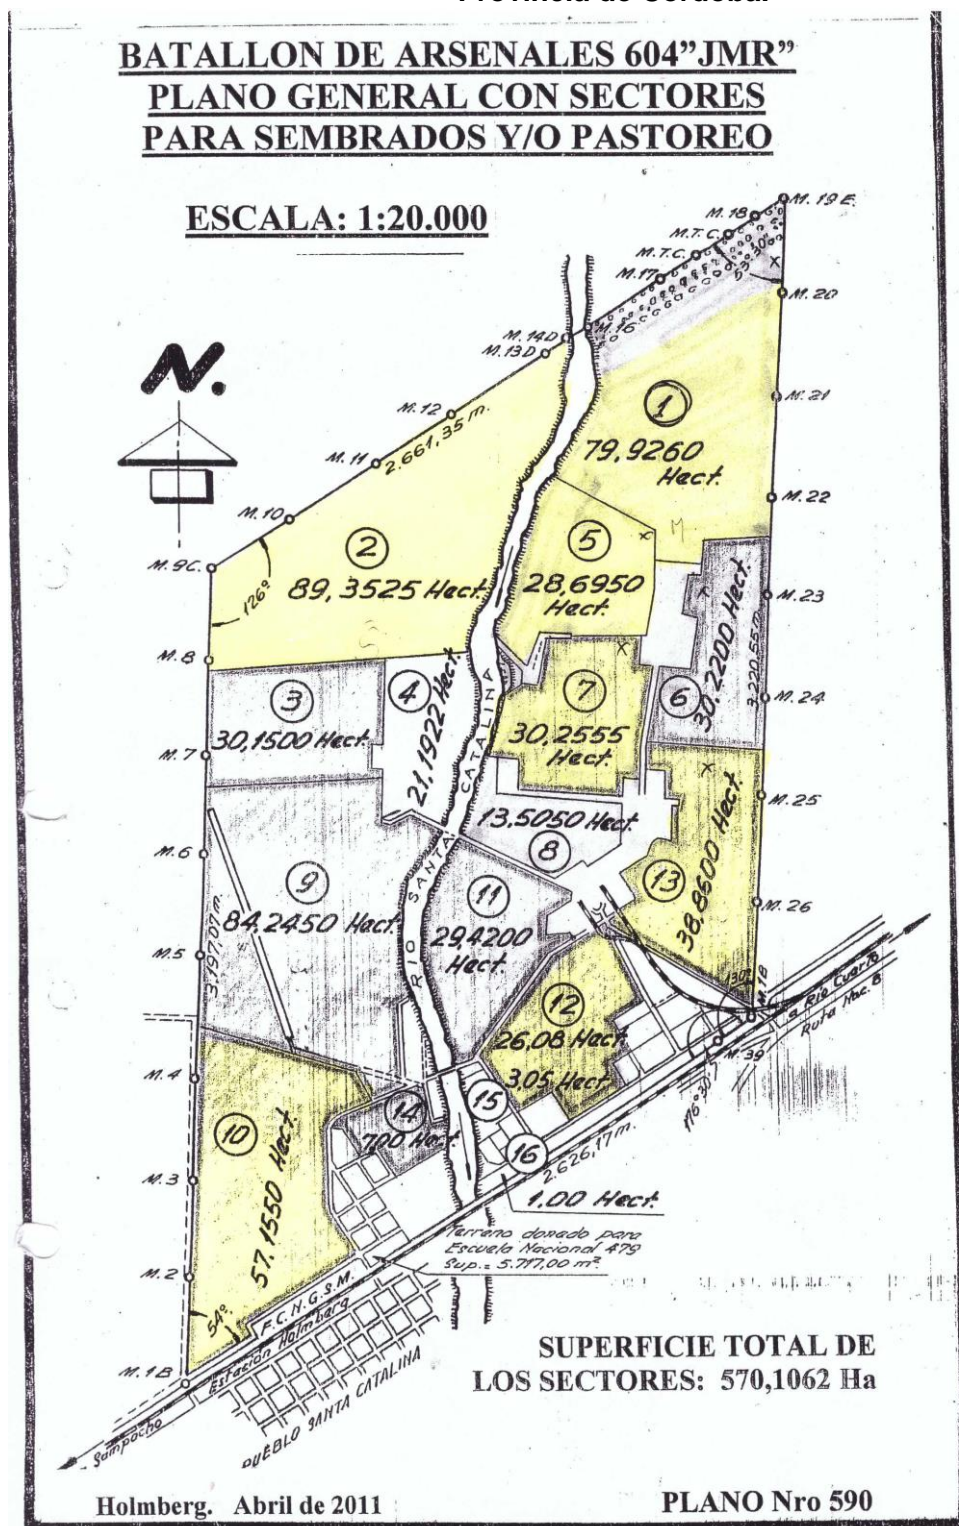 BATALLON DE ARSENALES 604"JMR"
PLANO GENERAL CON SECTORES
PARA SEMBRADOS Y/O PASTOREO
ESCALA: 1:20.000
N.
M. 19 E.
M. 18
M.T.C.
M.T.C.
M.17
53°30'
M.20
M.16
M. 14D
M. 13D
M. 12
M. 11
2.661,35 m.
M. 10
M. 9C.
126°
M. 8
M. 7
M. 6
M. 5
3.197,07 m.
M. 4
M. 3
M. 2
M. 1B
54°
M. 21
M. 22
M. 23
3.220,55 m.
M. 24
M. 25
M. 26
M. 1B
130°
M. 39
176°30'
1
79,9260
Hect.
2
89,3525 Hect.
3
30,1500 Hect.
4
21,1922 Hect.
5
28,6950
Hect.
6
30,2200 Hect.
7
30,2555
Hect.
13,5050 Hect.
8
9
84,2450 Hect.
10
57,1550 Hect.
11
29,4200
Hect.
12
26,08 Hect.
3,05 Hect.
13
38,8600 Hect.
14
700 Hect.
15
16
1,00 Hect.
2.626,17 m.
RIO SANTA CATALINA
a Rio Cuarto
Ruta Nac. 8
Terreno donado para
Escuela Nacional 479
Sup.= 5.717,00 m².
F.C.N.G.S.M.
Estación Holmberg
PUEBLO SANTA CATALINA
Sampacho
SUPERFICIE TOTAL DE
LOS SECTORES: 570,1062 Ha
Holmberg. Abril de 2011
PLANO Nro 590